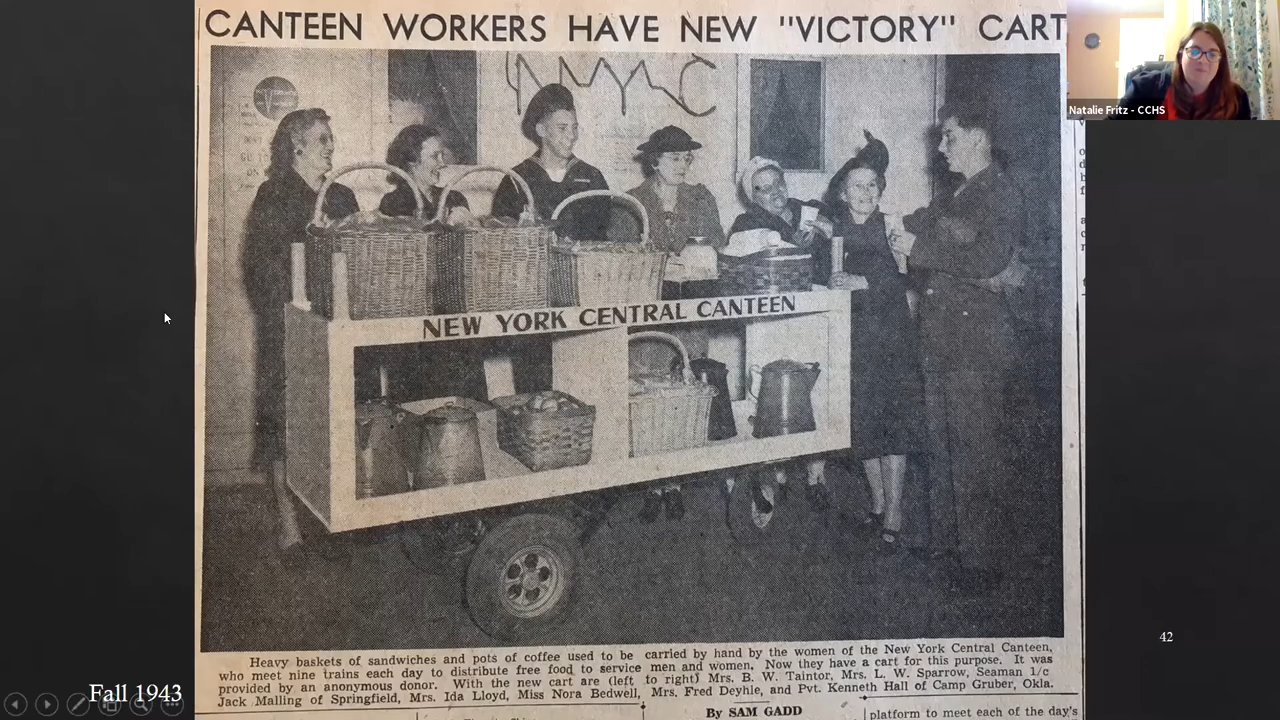 CANTEEN WORKERS HAVE NEW "VICTORY" CART
Natalie Fritz - CCHS
NYC
NEW YORK CENTRAL CANTEEN
Heavy baskets of sandwiches and pots of coffee used to be carried by hand by the women of the New York Central Canteen,
who meet nine trains each day to distribute free food to service men and women. Now they have a cart for this purpose. It was
provided by an anonymous donor. With the new cart are (left to right) Mrs. B. W. Taintor, Mrs. L. W. Sparrow, Seaman 1/c
Jack Malling of Springfield, Mrs. Ida Lloyd, Miss Nora Bedwell, Mrs. Fred Deyhle, and Pvt. Kenneth Hall of Camp Gruber, Okla.
By SAM GADD
platform to meet each of the day's
Fall 1943
42